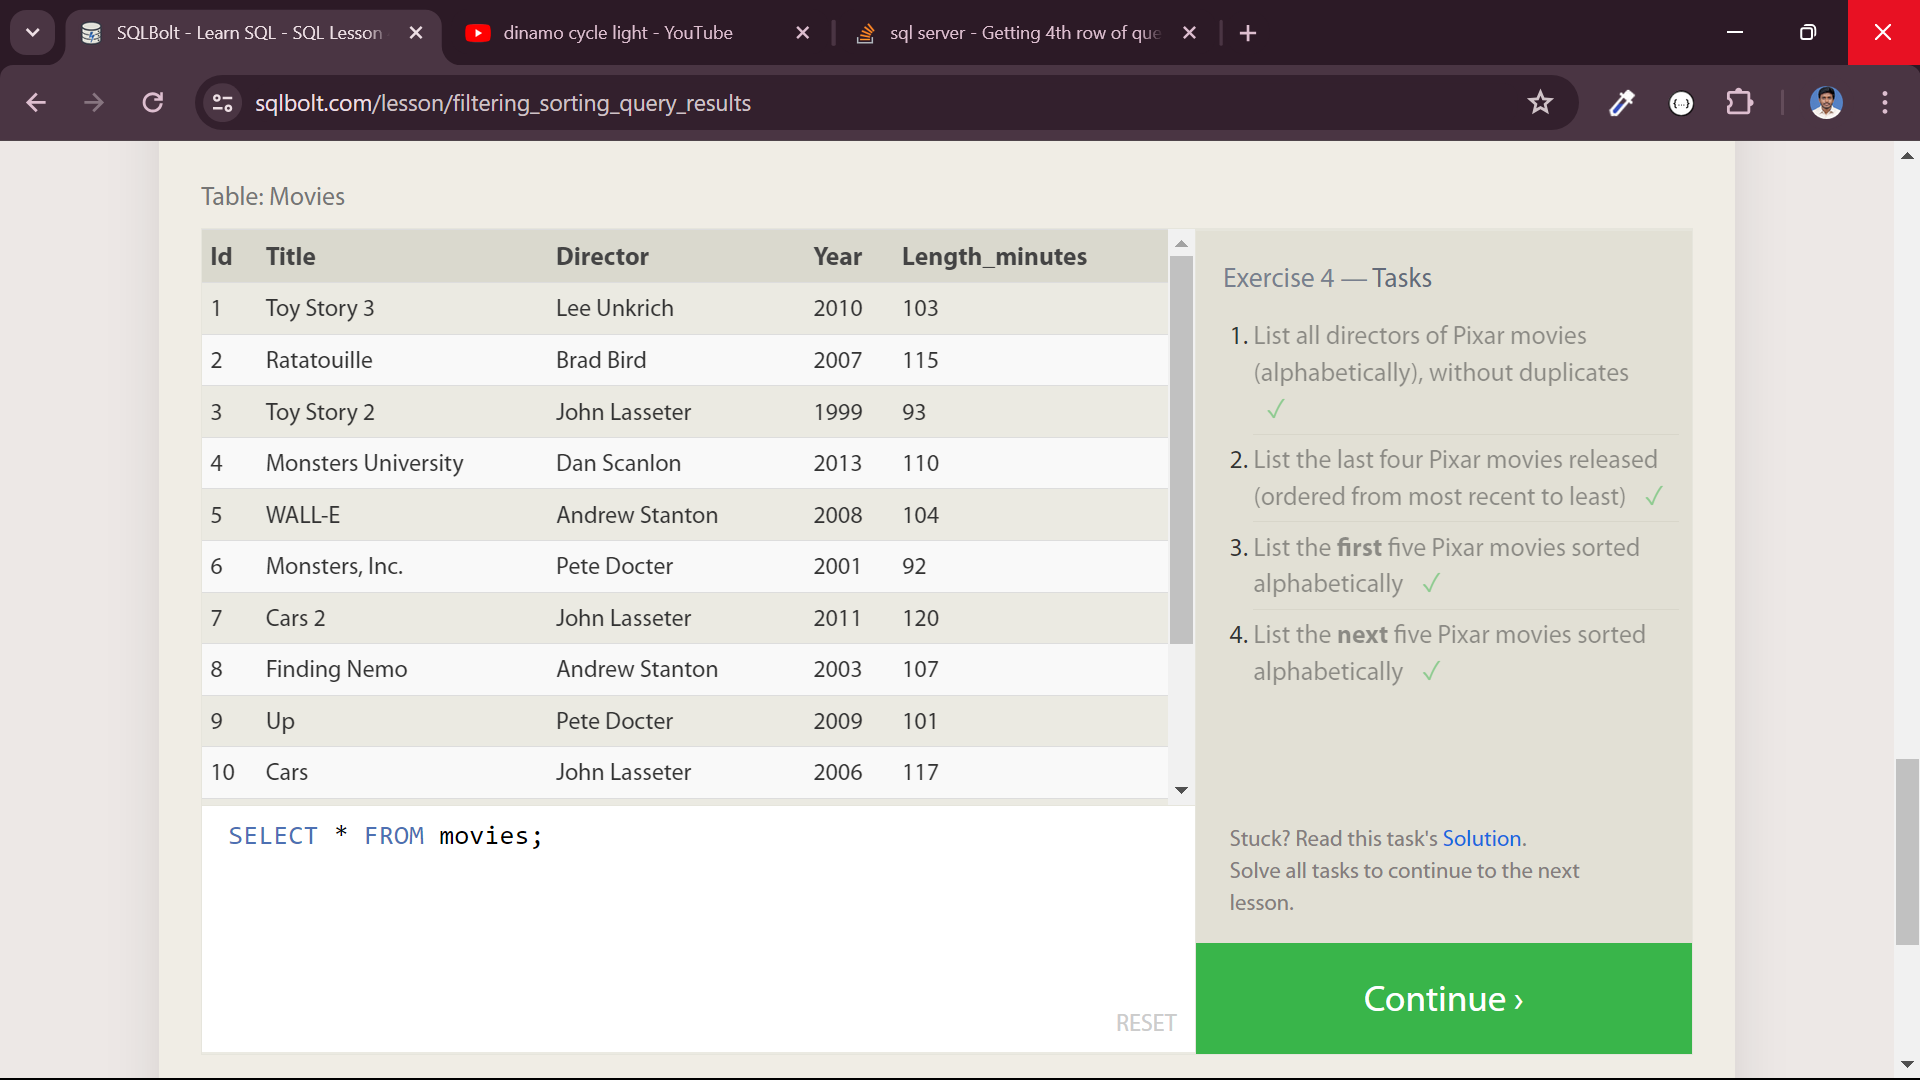 SQLBolt - Learn SQL - SQL Lesson
dinamo cycle light - YouTube
sql server - Getting 4th row of que
sqlbolt.com/lesson/filtering_sorting_query_results
Table: Movies
Id Title Director Year Length_minutes
1 Toy Story 3 Lee Unkrich 2010 103
2 Ratatouille Brad Bird 2007 115
3 Toy Story 2 John Lasseter 1999 93
4 Monsters University Dan Scanlon 2013 110
5 WALL-E Andrew Stanton 2008 104
6 Monsters, Inc. Pete Docter 2001 92
7 Cars 2 John Lasseter 2011 120
8 Finding Nemo Andrew Stanton 2003 107
9 Up Pete Docter 2009 101
10 Cars John Lasseter 2006 117
SELECT * FROM movies;
RESET
Exercise 4 — Tasks
1. List all directors of Pixar movies
(alphabetically), without duplicates
✓
2. List the last four Pixar movies released
(ordered from most recent to least) ✓
3. List the first five Pixar movies sorted
alphabetically ✓
4. List the next five Pixar movies sorted
alphabetically ✓
Stuck? Read this task's Solution.
Solve all tasks to continue to the next
lesson.
Continue ›